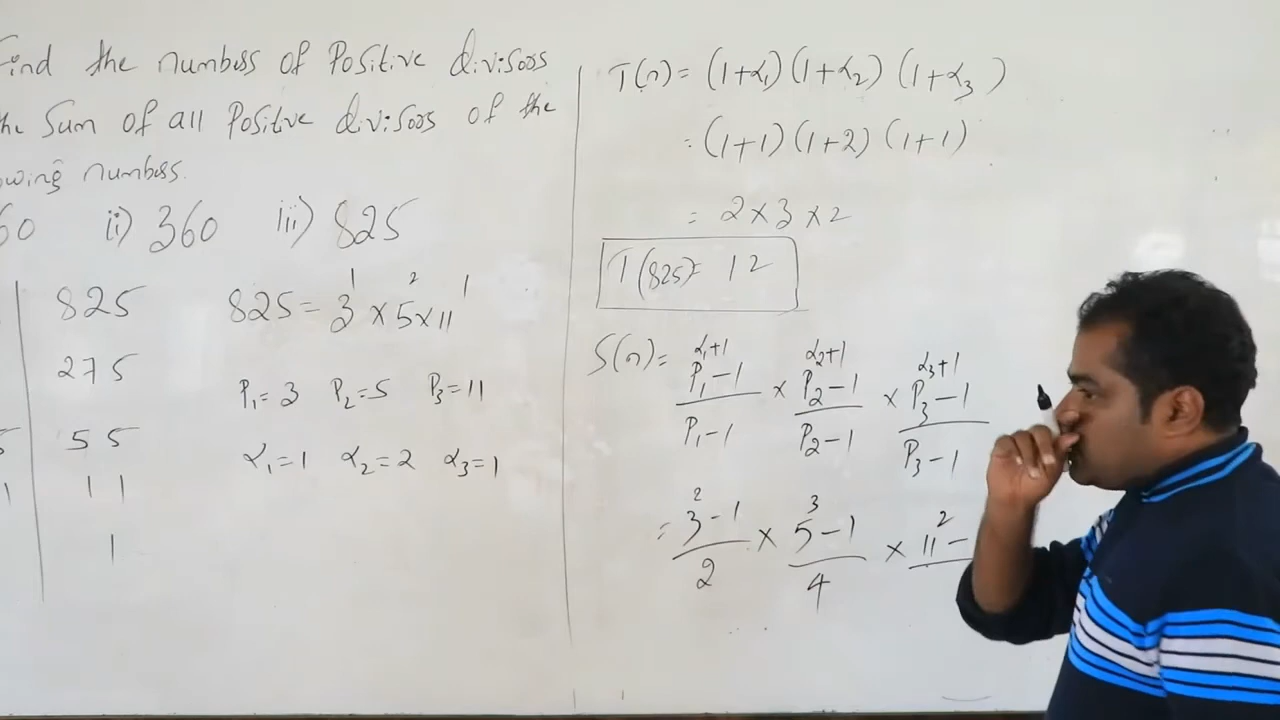 Find the numbers of Positive divisors
the Sum of all Positive divisors of the
owing numbers.
60 ii) 360 iii) 825
825
275
5 55
1 11
1
825 = 3¹ × 5² × 11¹
P₁=3 P₂=5 P₃=11
α₁=1 α₂=2 α₃=1
T(n) = (1+α₁) (1+α₂) (1+α₃)
= (1+1) (1+2) (1+1)
= 2 × 3 × 2
T(825) = 12
S(n) = P₁^(α₁+1) −1 / P₁−1 × P₂^(α₂+1) −1 / P₂−1 × P₃^(α₃+1) −1 / P₃−1
= 3² −1 / 2 × 5³ −1 / 4 × 11² −